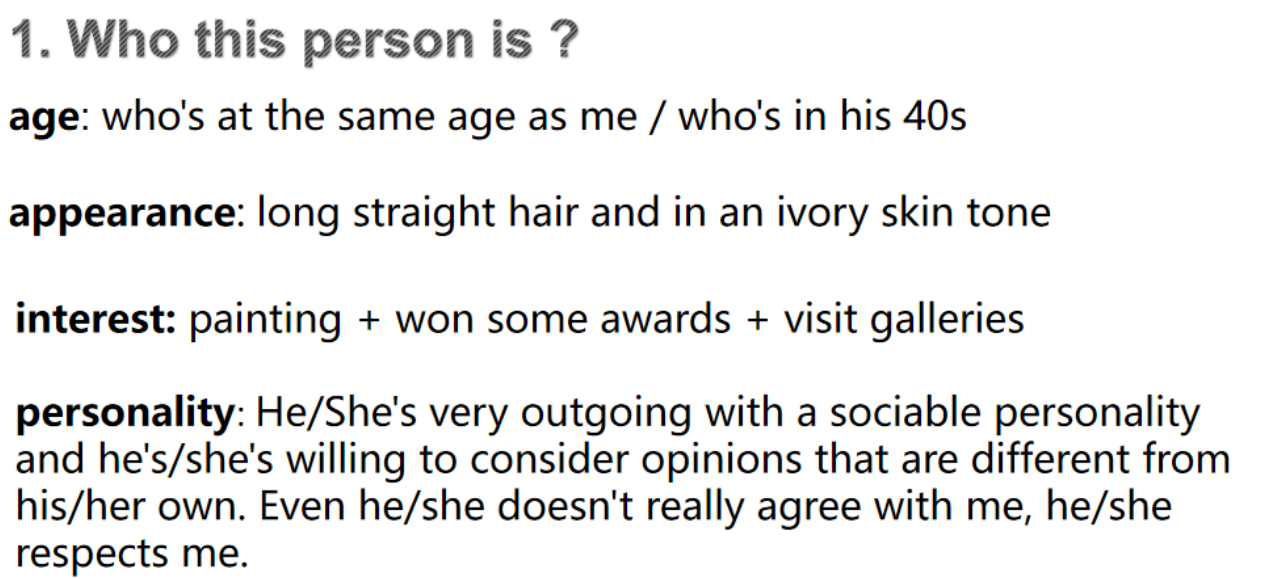 1. Who this person is ?
age: who's at the same age as me / who's in his 40s
appearance: long straight hair and in an ivory skin tone
interest: painting + won some awards + visit galleries
personality: He/She's very outgoing with a sociable personality
and he's/she's willing to consider opinions that are different from
his/her own. Even he/she doesn't really agree with me, he/she
respects me.